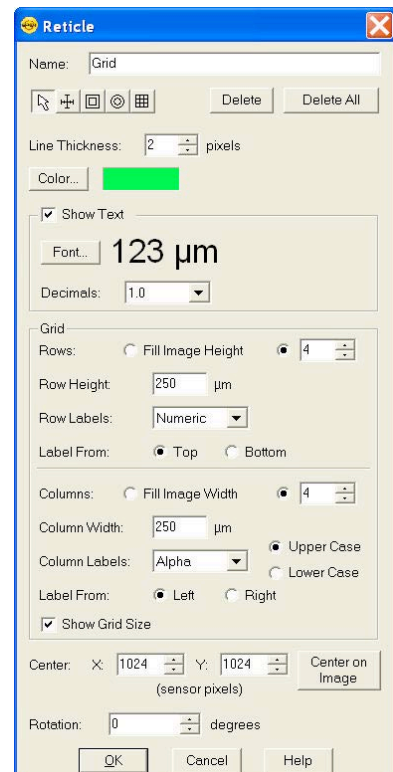 Reticle
Name: Grid
Delete Delete All
Line Thickness: 2 pixels
Color...
Show Text
Font... 123 µm
Decimals: 1.0
Grid
Rows: Fill Image Height 4
Row Height: 250 µm
Row Labels: Numeric
Label From: Top Bottom
Columns: Fill Image Width 4
Column Width: 250 µm
Column Labels: Alpha Upper Case
Lower Case
Label From: Left Right
Show Grid Size
Center: X: 1024 Y: 1024 Center on Image
(sensor pixels)
Rotation: 0 degrees
OK Cancel Help